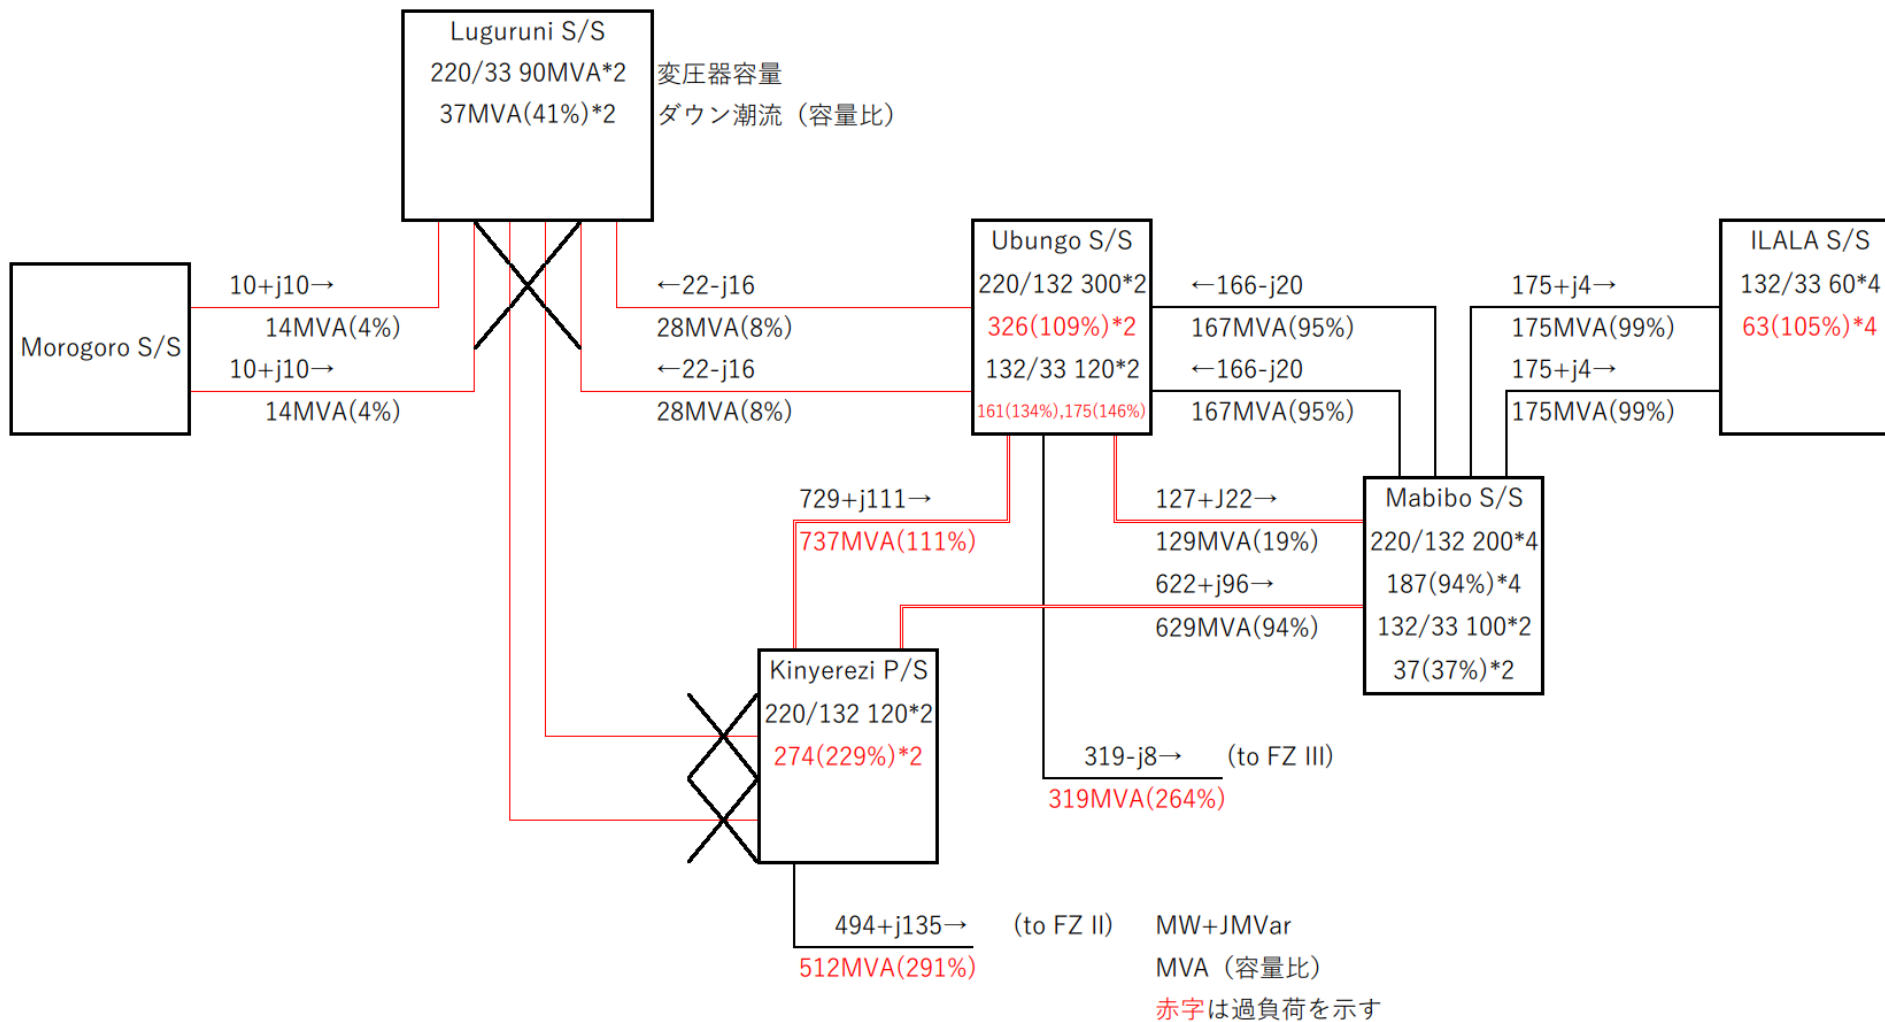 Luguruni S/S
220/33 90MVA*2
37MVA(41%)*2
変圧器容量
ダウン潮流（容量比）
Morogoro S/S
10+j10→
14MVA(4%)
10+j10→
14MVA(4%)
←22-j16
28MVA(8%)
←22-j16
28MVA(8%)
Ubungo S/S
220/132 300*2
326(109%)*2
132/33 120*2
161(134%),175(146%)
←166-j20
167MVA(95%)
←166-j20
167MVA(95%)
175+j4→
175MVA(99%)
175+j4→
175MVA(99%)
ILALA S/S
132/33 60*4
63(105%)*4
729+j111→
737MVA(111%)
127+J22→
129MVA(19%)
622+j96→
629MVA(94%)
Mabibo S/S
220/132 200*4
187(94%)*4
132/33 100*2
37(37%)*2
Kinyerezi P/S
220/132 120*2
274(229%)*2
319-j8→ (to FZ III)
319MVA(264%)
494+j135→ (to FZ II)
512MVA(291%)
MW+JMVar
MVA（容量比）
赤字は過負荷を示す